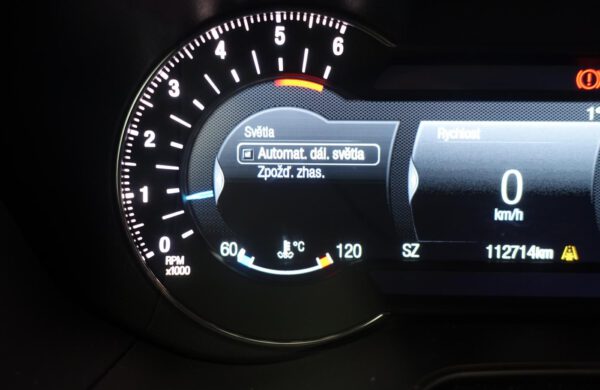 0 1 2 3 4 5 6
RPM
x1000
Světla
Automat. dál. světla
Zpožď. zhas.
60 °C 120
Rychlost
0
km/h
SZ 112714km
1°